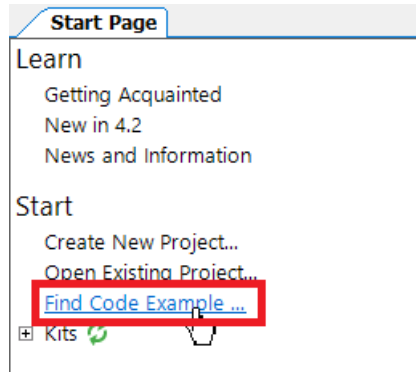 Start Page
Learn
Getting Acquainted
New in 4.2
News and Information
Start
Create New Project...
Open Existing Project...
Find Code Example ...
Kits